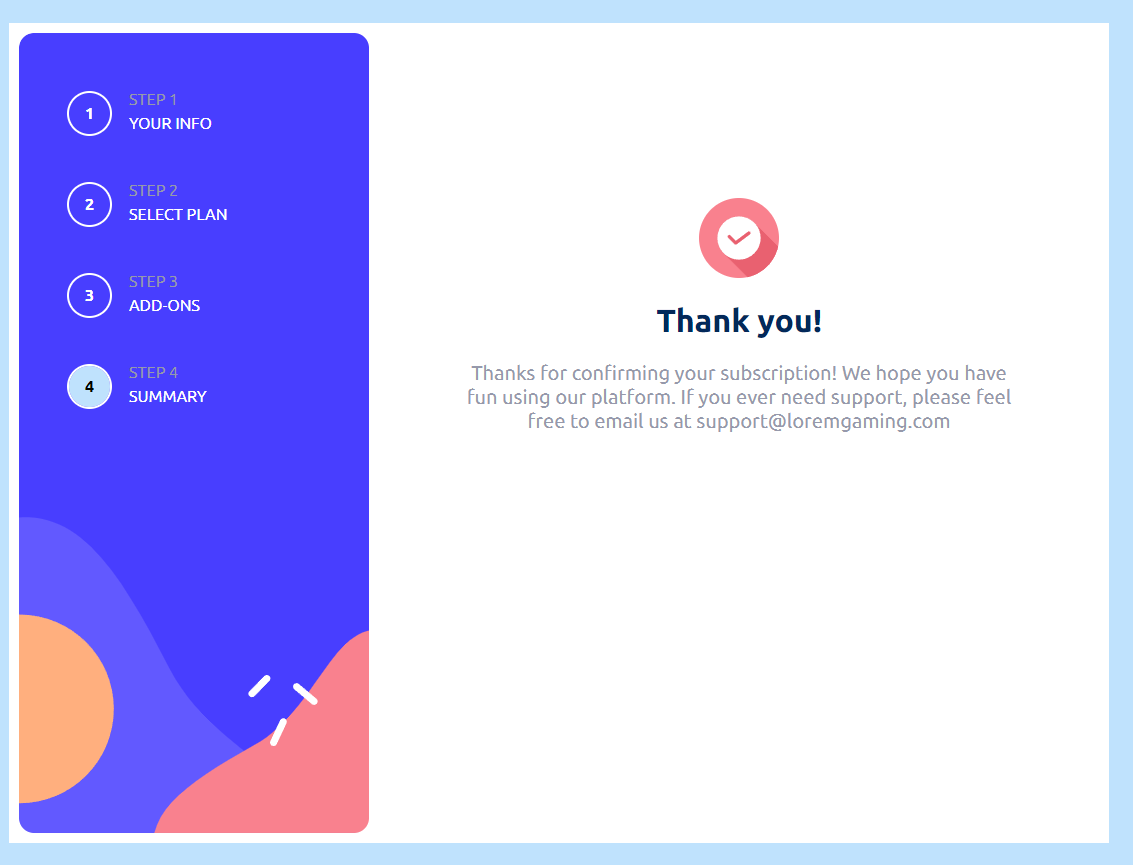 1
STEP 1
YOUR INFO
2
STEP 2
SELECT PLAN
3
STEP 3
ADD-ONS
4
STEP 4
SUMMARY
Thank you!
Thanks for confirming your subscription! We hope you have
fun using our platform. If you ever need support, please feel
free to email us at support@loremgaming.com